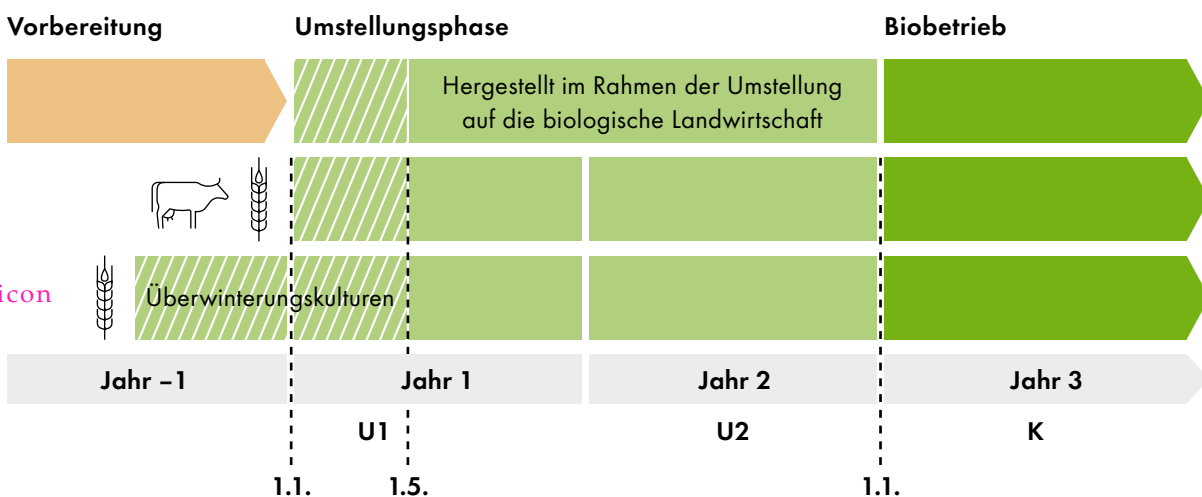 Vorbereitung
Umstellungsphase
Biobetrieb
Hergestellt im Rahmen der Umstellung
auf die biologische Landwirtschaft
icon
Überwinterungskulturen
Jahr –1
Jahr 1
Jahr 2
Jahr 3
U1
U2
K
1.1.
1.5.
1.1.